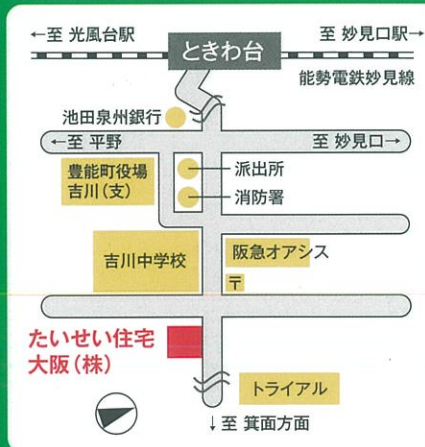 ←至 光風台駅
至 妙見口駅→
ときわ台
能勢電鉄妙見線
池田泉州銀行
←至 平野
至 妙見口→
豊能町役場
吉川(支)
派出所
消防署
吉川中学校
阪急オアシス
〒
たいせい住宅
大阪(株)
トライアル
↓至 箕面方面